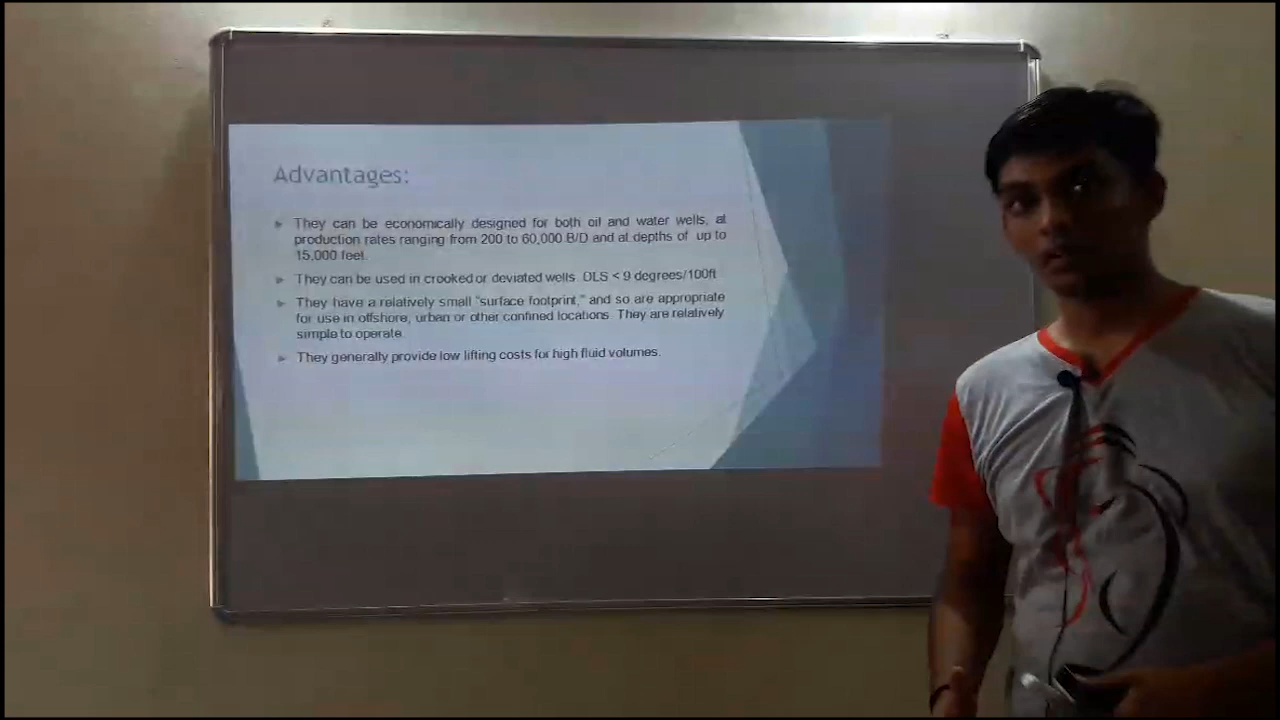 Advantages:
They can be economically designed for both oil and water wells, at
production rates ranging from 200 to 60,000 B/D and at depths of up to
15,000 feet.
They can be used in crooked or deviated wells. DLS < 9 degrees/100ft
They have a relatively small "surface footprint," and so are appropriate
for use in offshore, urban or other confined locations. They are relatively
simple to operate.
They generally provide low lifting costs for high fluid volumes.